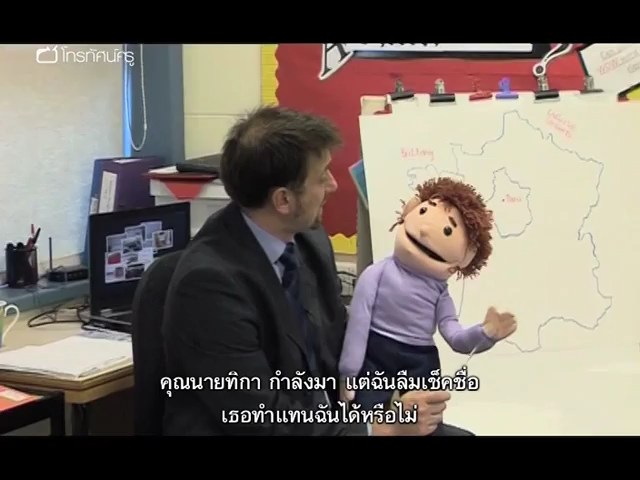 โทรทัศน์ครู
Brittany
Paris
คุณนายทิกา กำลังมา แต่ฉันลืมเช็คชื่อ
เธอทำแทนฉันได้หรือไม่